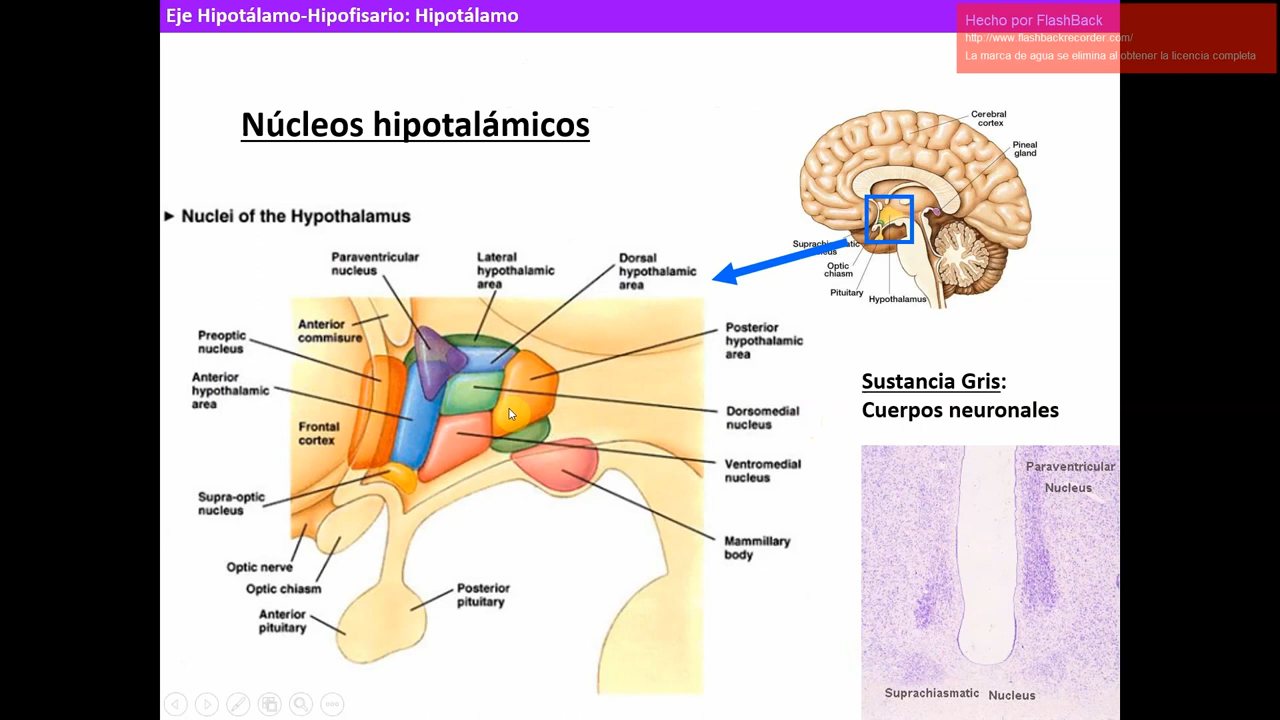 Eje Hipotálamo-Hipofisario: Hipotálamo
Hecho por FlashBack
http://www.flashbackrecorder.com/
La marca de agua se elimina al obtener la licencia completa
Núcleos hipotalámicos
Cerebral
cortex
Pineal
gland
Suprachiasmatic
nucleus
Optic
chiasm
Pituitary
Hypothalamus
► Nuclei of the Hypothalamus
Paraventricular
nucleus
Lateral
hypothalamic
area
Dorsal
hypothalamic
area
Anterior
commisure
Preoptic
nucleus
Posterior
hypothalamic
area
Anterior
hypothalamic
area
Dorsomedial
nucleus
Frontal
cortex
Ventromedial
nucleus
Supra-optic
nucleus
Mammillary
body
Optic nerve
Optic chiasm
Posterior
pituitary
Anterior
pituitary
Sustancia Gris:
Cuerpos neuronales
Paraventricular
Nucleus
Suprachiasmatic Nucleus